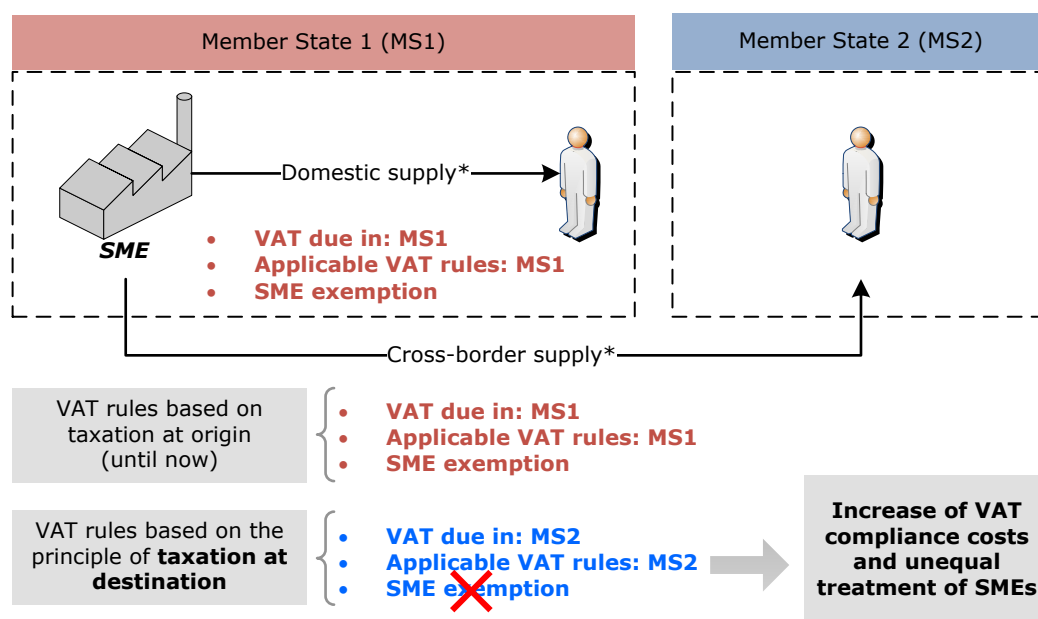 Member State 1 (MS1)
Member State 2 (MS2)
Domestic supply*
SME
• VAT due in: MS1
• Applicable VAT rules: MS1
• SME exemption
Cross-border supply*
VAT rules based on
taxation at origin
(until now)
• VAT due in: MS1
• Applicable VAT rules: MS1
• SME exemption
VAT rules based on the
principle of taxation at
destination
• VAT due in: MS2
• Applicable VAT rules: MS2
• SME exemption
Increase of VAT
compliance costs
and unequal
treatment of SMEs